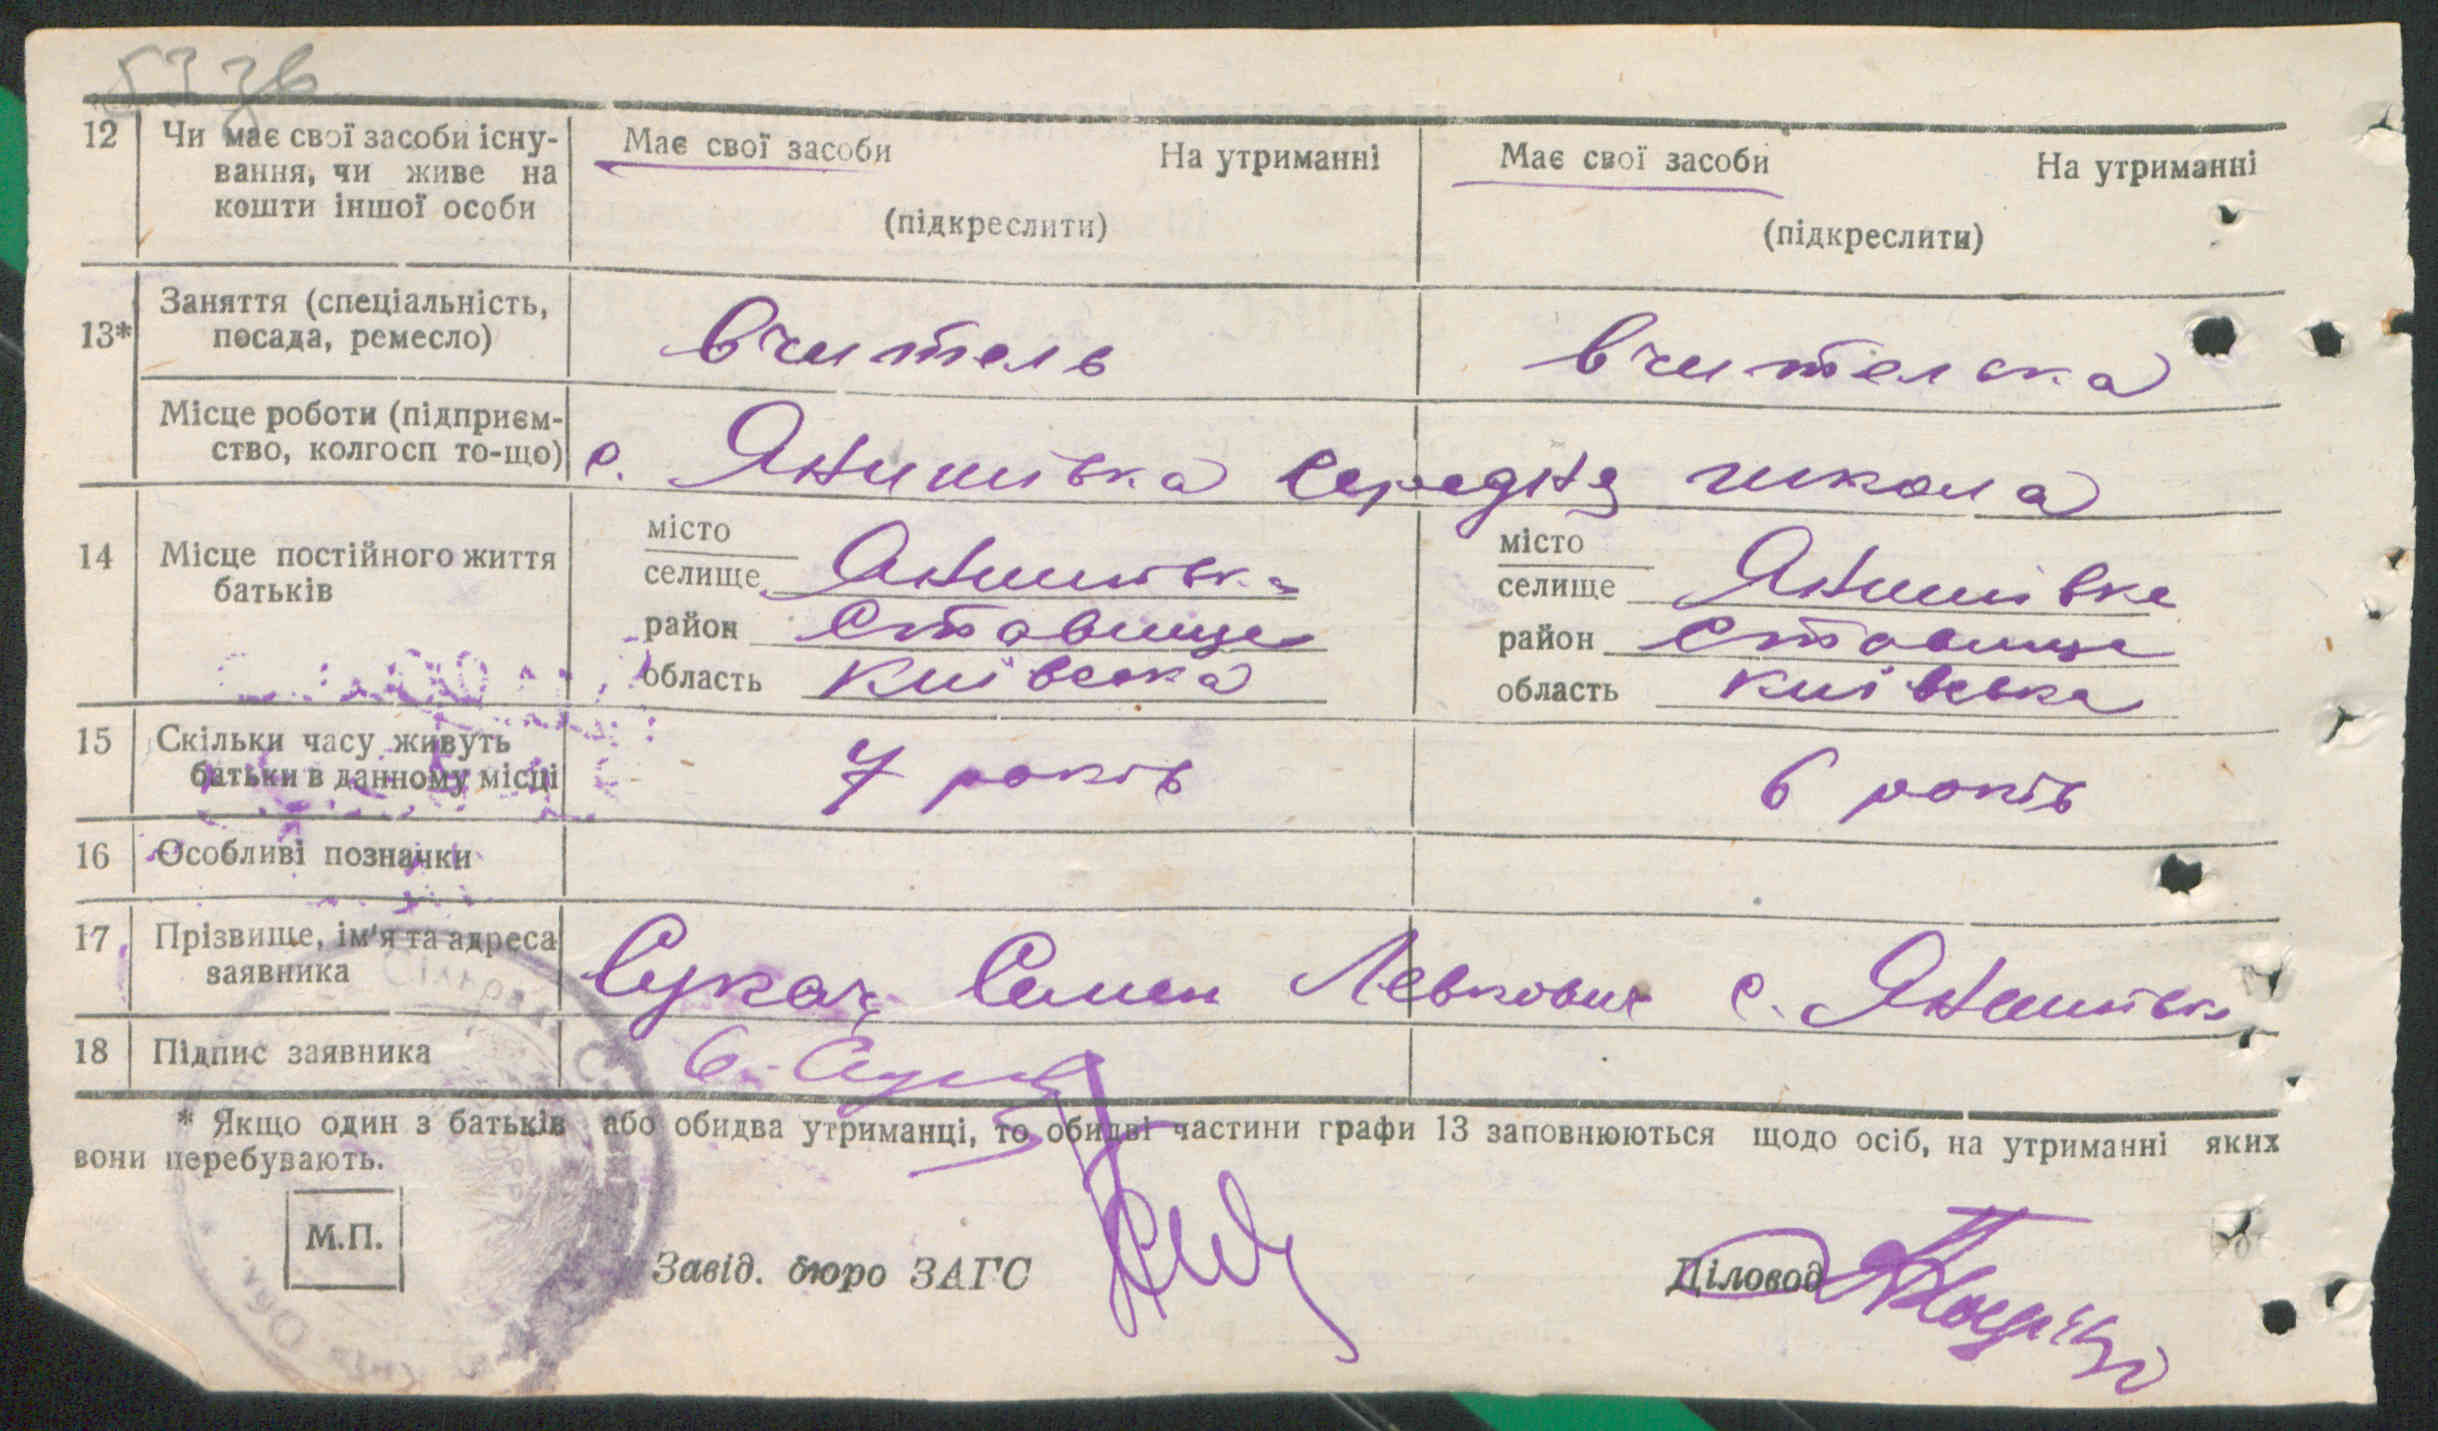 12 Чи має свої засоби існу- Має свої засоби На утриманні Має свої засоби На утриманні
вання, чи живе на
кошти іншої особи (підкреслити) (підкреслити)
13* Заняття (спеціальність,
посада, ремесло) вчитель вчителька
Місце роботи (підприєм-
ство, колгосп то-що) с. Янишівка середня школа
14 Місце постійного життя
батьків
місто місто
селище Янишівка селище Янишівка
район Ставище район Ставище
область Київська область Київська
15 Скільки часу живуть
батьки в данному місці 7 років 6 років
16 Особливі позначки
17 Прізвище, ім'я та адреса
заявника Сукач Семен Левкович с. Янишівка
18 Підпис заявника
* Якщо один з батьків або обидва утриманці, то обидві частини графи 13 заповнюються щодо осіб, на утриманні яких
вони перебувають.
М.П.
Завід. бюро ЗАГС Діловод